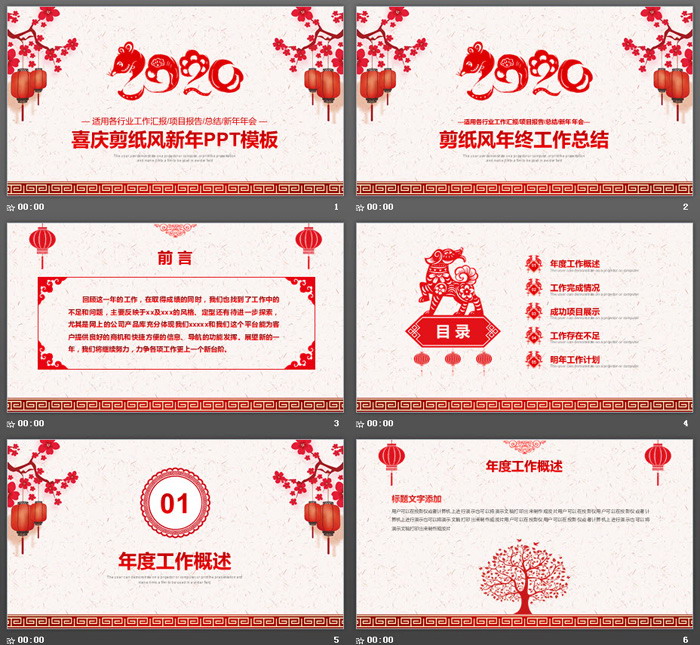 2020
— 适用各行业工作汇报/项目报告/总结/新年年会 —
喜庆剪纸风新年PPT模板
00:00
1
2020
—适用各行业工作汇报/项目报告/总结/新年年会—
剪纸风年终工作总结
00:00
2
前言
回顾这一年的工作，在取得成绩的同时，我们也找到了工作中的
不足和问题，主要反映于xx及xxx的风格、定型还有待进一步探索，
尤其是网上的公司产品库充分体现我们xxxxx和我们这个平台能为客
户提供良好的商机和快捷方便的信息、导航的功能发挥。展望新的一
年，我们将继续努力，力争各项工作更上一个新台阶。
00:00
3
目录
年度工作概述
工作完成情况
成功项目展示
工作存在不足
明年工作计划
00:00
4
01
年度工作概述
00:00
5
年度工作概述
标题文字添加
00:00
6